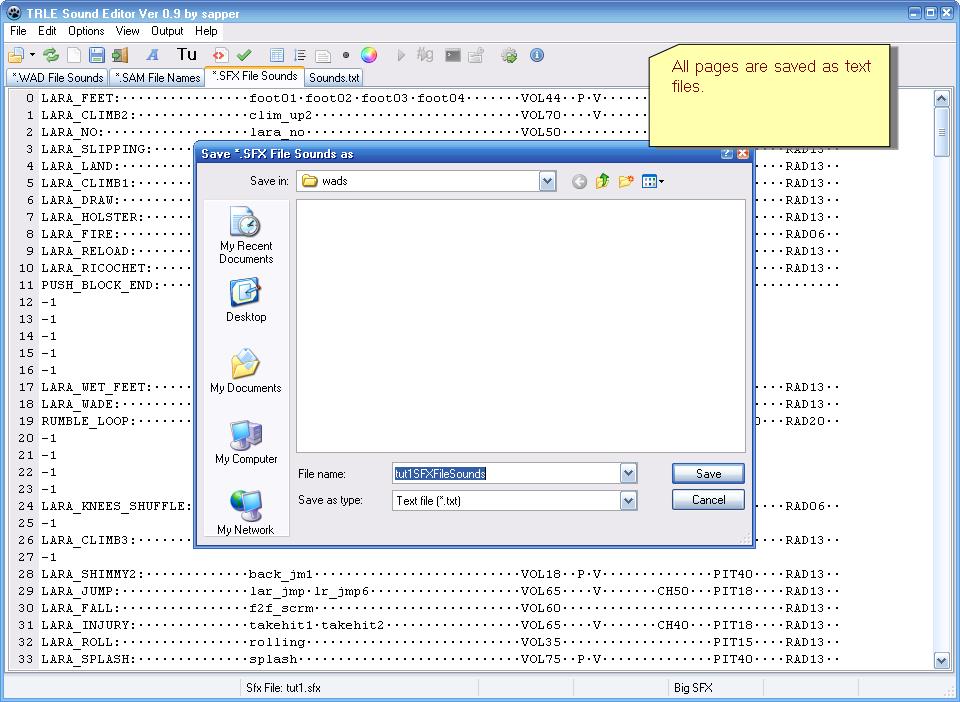 TRLE Sound Editor Ver 0.9 by sapper
File Edit Options View Output Help
Tu
*.WAD File Sounds *.SAM File Names *.SFX File Sounds Sounds.txt
All pages are saved as text
files.
0 LARA_FEET:················foot01·foot02·foot03·foot04·······VOL44··P·V
1 LARA_CLIMB2:··············clim_up2··························VOL70····V
2 LARA_NO:··················lara_no···························VOL50
3 LARA_SLIPPING:····RAD13··
4 LARA_LAND:····RAD13··
5 LARA_CLIMB1:····RAD13··
6 LARA_DRAW:····RAD13··
7 LARA_HOLSTER:····RAD13··
8 LARA_FIRE:····RAD06··
9 LARA_RELOAD:····RAD13··
10 LARA_RICOCHET:····RAD13··
11 PUSH_BLOCK_END:····
12 -1
13 -1
14 -1
15 -1
16 -1
17 LARA_WET_FEET:····RAD13··
18 LARA_WADE:····RAD13··
19 RUMBLE_LOOP:····RAD20··
20 -1
21 -1
22 -1
23 -1
24 LARA_KNEES_SHUFFLE:····RAD06··
25 -1
26 LARA_CLIMB3:····RAD13··
27 -1
28 LARA_SHIMMY2:·············back_jm1··························VOL18··P·V··············PIT40····RAD13··
29 LARA_JUMP:················lar_jmp·lr_jmp6···················VOL65····V·······CH50···PIT18····RAD13··
30 LARA_FALL:················f2f_scrm··························VOL60·····························RAD13··
31 LARA_INJURY:··············takehit1·takehit2·················VOL65····V·······CH40···PIT18····RAD13··
32 LARA_ROLL:················rolling···························VOL35···················PIT15····RAD13··
33 LARA_SPLASH:··············splash····························VOL75··P·V··············PIT40····RAD13··
Save *.SFX File Sounds as
Save in: wads
My Recent
Documents
Desktop
My Documents
My Computer
My Network
File name: tut1SFXFileSounds Save
Save as type: Text file (*.txt) Cancel
Sfx File: tut1.sfx Big SFX